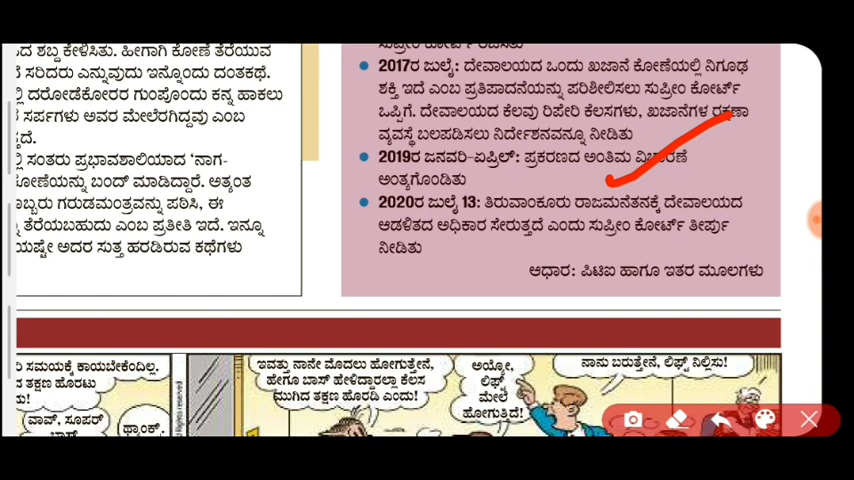 ದ ಶಬ್ದ ಕೇಳಿಸಿತು. ಹೀಗಾಗಿ ಕೋಣೆ ತೆರೆಯುವ
ಸರಿದರು ಎನ್ನುವುದು ಇನ್ನೊಂದು ದಂತಕಥೆ.
ಲಿ ದರೋಡೆಕೋರರ ಗುಂಪೊಂದು ಕನ್ನ ಹಾಕಲು
ಸರ್ಪಗಳು ಅವರ ಮೇಲೆರಗಿದ್ದವು ಎಂಬ
ದೆ.
ಲಿ ಸಂತರು ಪ್ರಭಾವಶಾಲಿಯಾದ ‘ನಾಗ-
ಕೋಣೆಯನ್ನು ಬಂದ್ ಮಾಡಿದ್ದಾರೆ. ಅತ್ಯಂತ
ಬ್ಬರು ಗರುಡಮಂತ್ರವನ್ನು ಪಠಿಸಿ, ಈ
ತೆರೆಯಬಹುದು ಎಂಬ ಪ್ರತೀತಿ ಇದೆ. ಇನ್ನೂ
ಯಷ್ಟೇ ಅದರ ಸುತ್ತ ಹರಡಿರುವ ಕಥೆಗಳು
ಸುಪ್ರೀಂ ಕೋರ್ಟ್ ರಚಿಸಿತು
2017ರ ಜುಲೈ: ದೇವಾಲಯದ ಒಂದು ಖಜಾನೆ ಕೋಣೆಯಲ್ಲಿ ನಿಗೂಢ
ಶಕ್ತಿ ಇದೆ ಎಂಬ ಪ್ರತಿಪಾದನೆಯನ್ನು ಪರಿಶೀಲಿಸಲು ಸುಪ್ರೀಂ ಕೋರ್ಟ್
ಒಪ್ಪಿಗೆ. ದೇವಾಲಯದ ಕೆಲವು ರಿಪೇರಿ ಕೆಲಸಗಳು, ಖಜಾನೆಗಳ ರಕ್ಷಣಾ
ವ್ಯವಸ್ಥೆ ಬಲಪಡಿಸಲು ನಿರ್ದೇಶನವನ್ನೂ ನೀಡಿತು
2019ರ ಜನವರಿ–ಏಪ್ರಿಲ್: ಪ್ರಕರಣದ ಅಂತಿಮ ವಿಚಾರಣೆ
ಅಂತ್ಯಗೊಂಡಿತು
2020ರ ಜುಲೈ 13: ತಿರುವಾಂಕೂರು ರಾಜಮನೆತನಕ್ಕೆ ದೇವಾಲಯದ
ಆಡಳಿತದ ಅಧಿಕಾರ ಸೇರುತ್ತದೆ ಎಂದು ಸುಪ್ರೀಂ ಕೋರ್ಟ್ ತೀರ್ಪು
ನೀಡಿತು
ಆಧಾರ: ಪಿಟಿಐ ಹಾಗೂ ಇತರ ಮೂಲಗಳು
ರಿ ಸಮಯಕ್ಕೆ ಕಾಯಬೇಕೆಂದಿಲ್ಲ.
ದ ತಕ್ಷಣ ಹೊರಟು
ು!
ವಾವ್, ಸೂಪರ್
ಬಾಸ್
ಥ್ಯಾಂಕ್.
Rights reserved
ಇವತ್ತು ನಾನೇ ಮೊದಲು ಹೋಗುತ್ತೇನೆ,
ಹೇಗೂ ಬಾಸ್ ಹೇಳಿದ್ದಾರಲ್ಲಾ ಕೆಲಸ
ಮುಗಿದ ತಕ್ಷಣ ಹೊರಡಿ ಎಂದು!
ಅಯ್ಯೋ,
ಲಿಫ್ಟ್
ಮೇಲೆ
ಹೋಗುತ್ತಿದೆ!
ನಾನು ಬರುತ್ತೇನೆ, ಲಿಫ್ಟ್ ನಿಲ್ಲಿಸು!